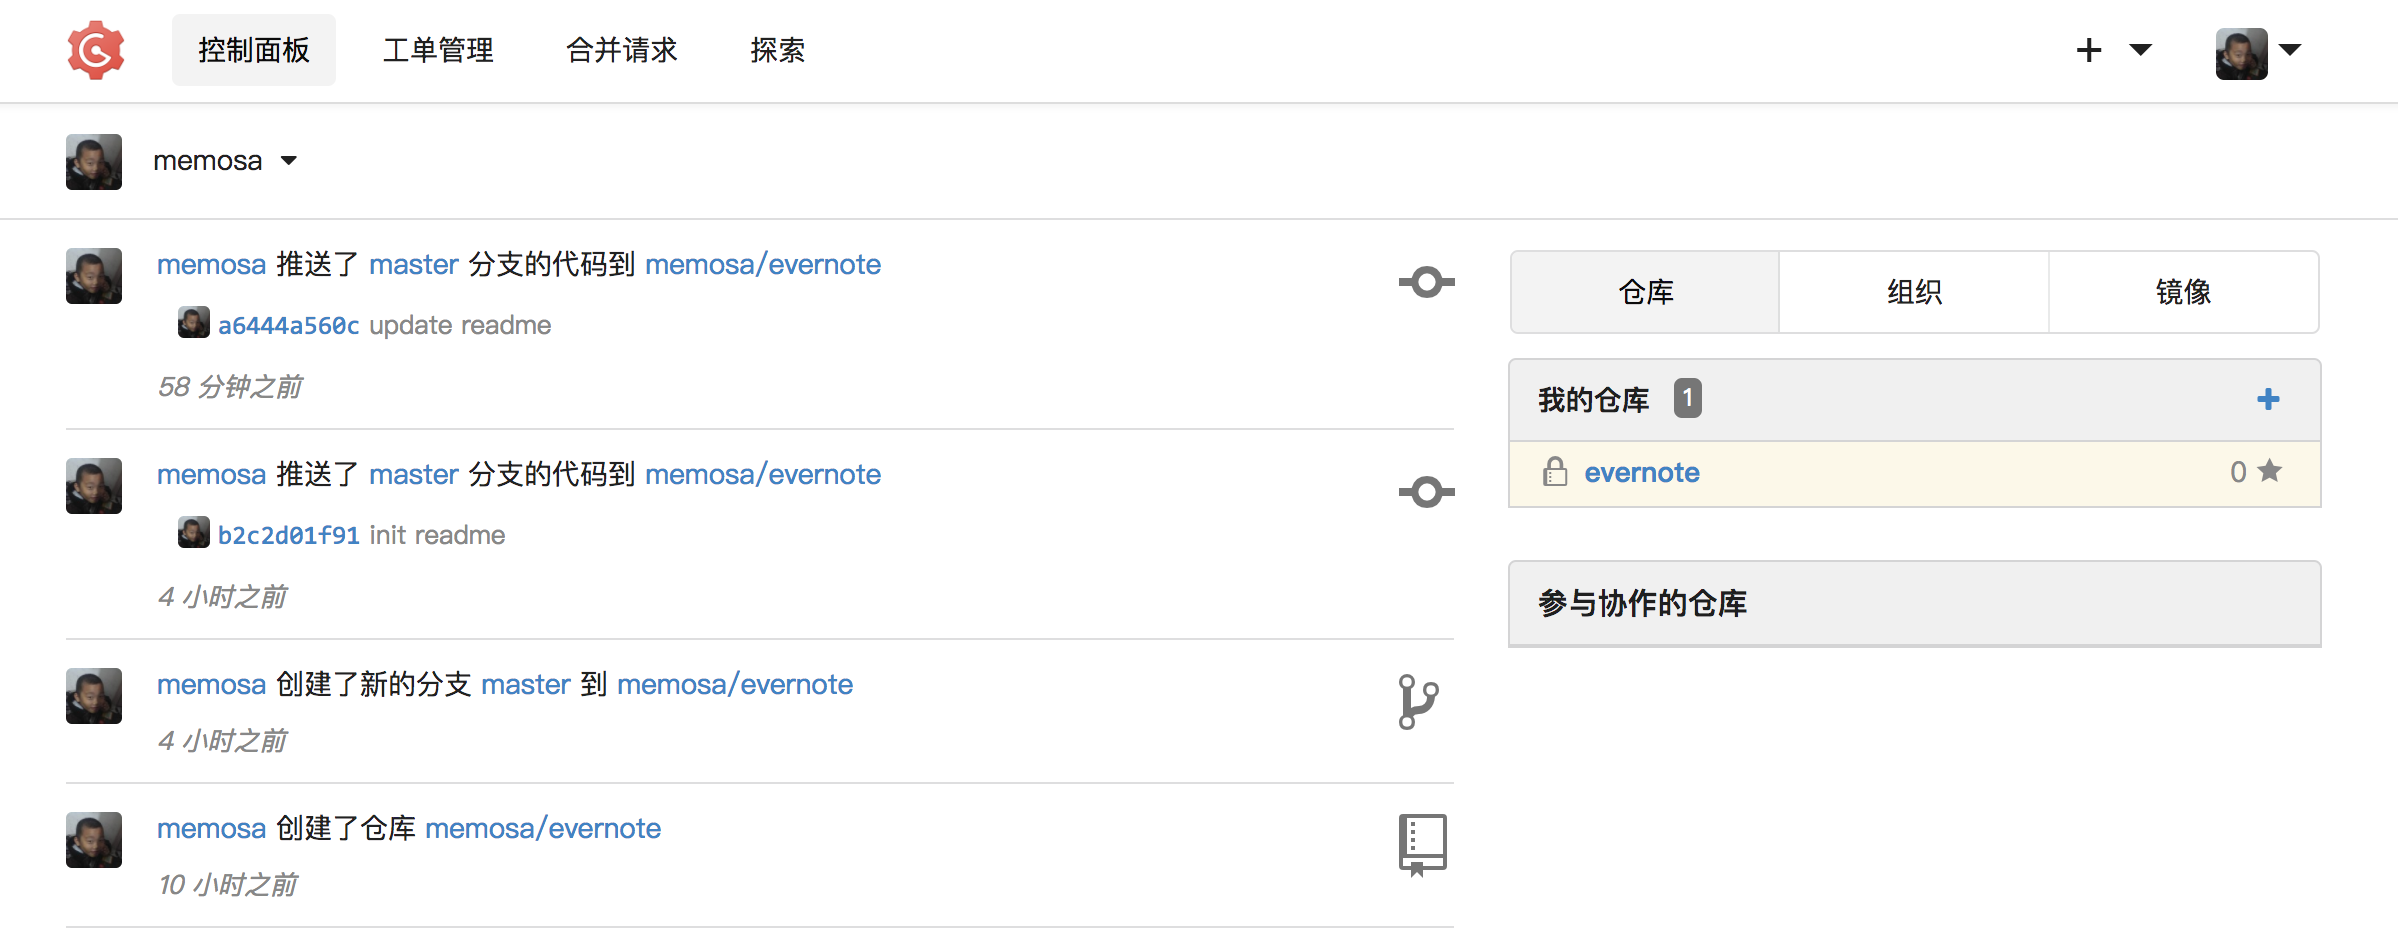 控制面板 工单管理 合并请求 探索
memosa
memosa 推送了 master 分支的代码到 memosa/evernote
a6444a560c update readme
58 分钟之前
memosa 推送了 master 分支的代码到 memosa/evernote
b2c2d01f91 init readme
4 小时之前
memosa 创建了新的分支 master 到 memosa/evernote
4 小时之前
memosa 创建了仓库 memosa/evernote
10 小时之前
仓库 组织 镜像
我的仓库 1
evernote 0
参与协作的仓库